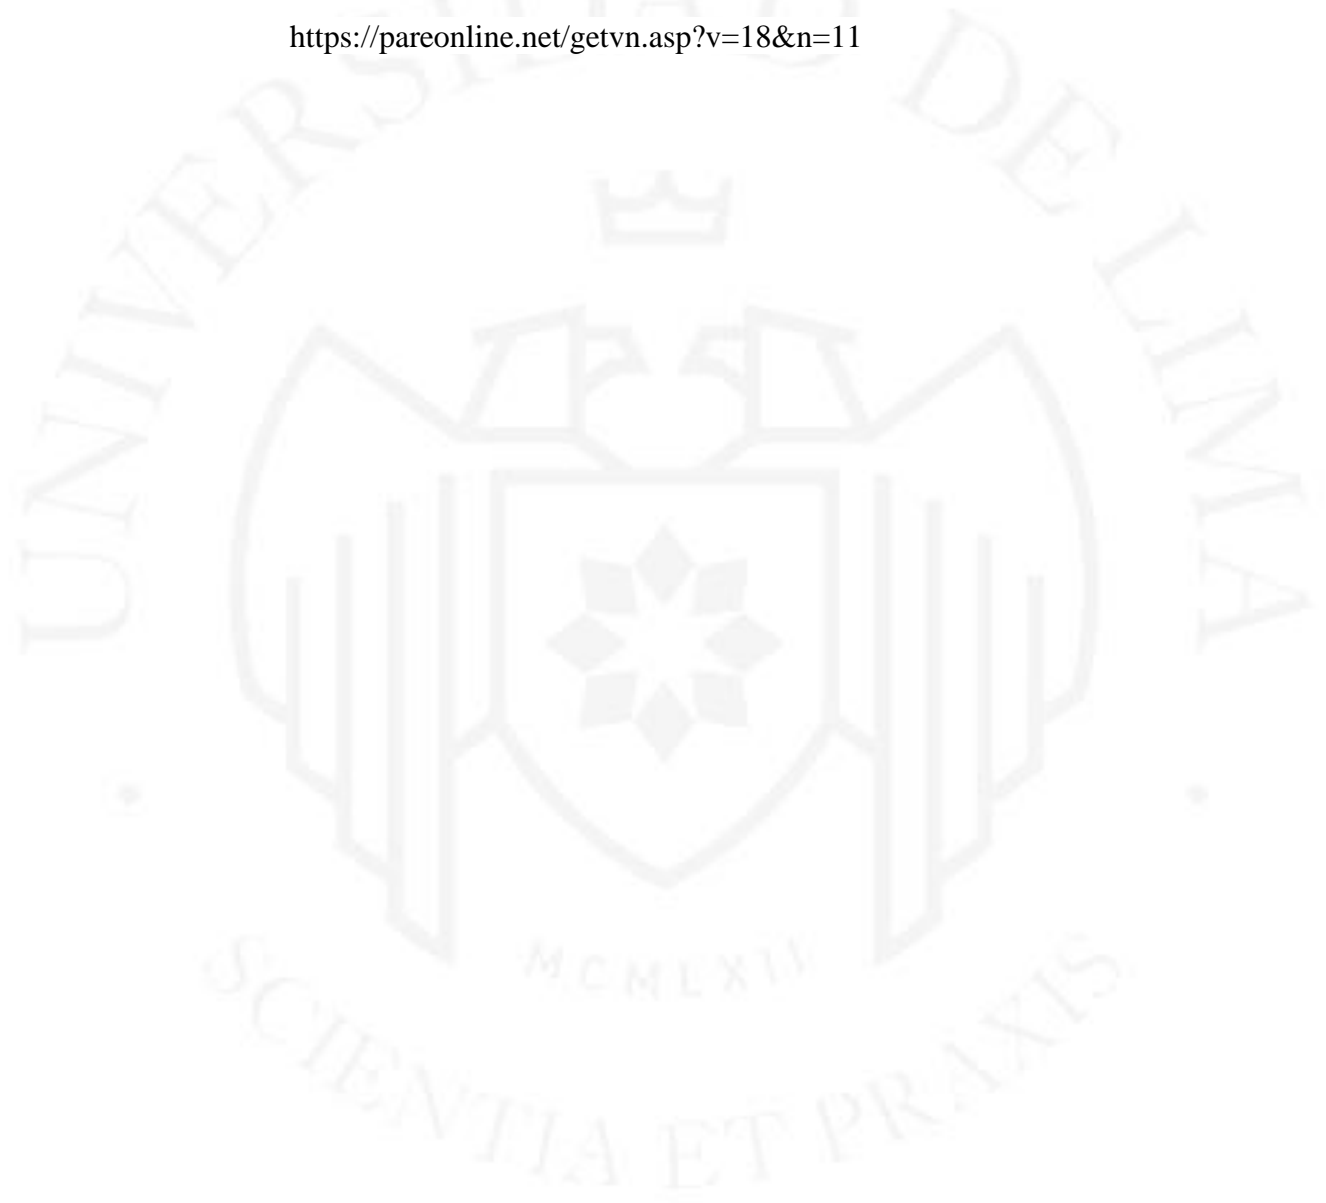 https://pareonline.net/getvn.asp?v=18&n=11
UNIVERSIDAD DE LIMA
MCMLXII
SCIENTIA ET PRAXIS